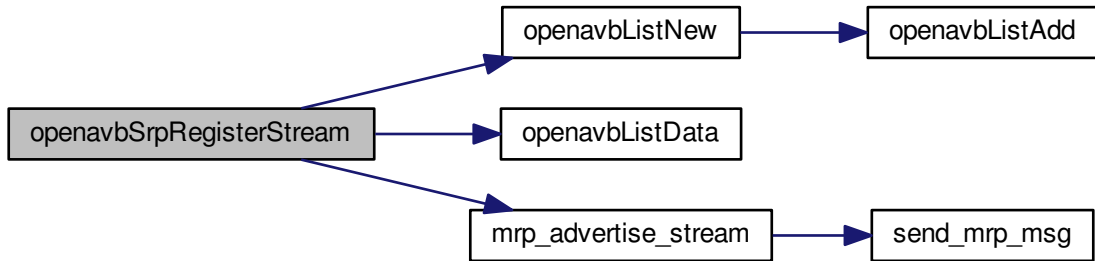 openavbListNew
openavbListAdd
openavbSrpRegisterStream
openavbListData
mrp_advertise_stream
send_mrp_msg